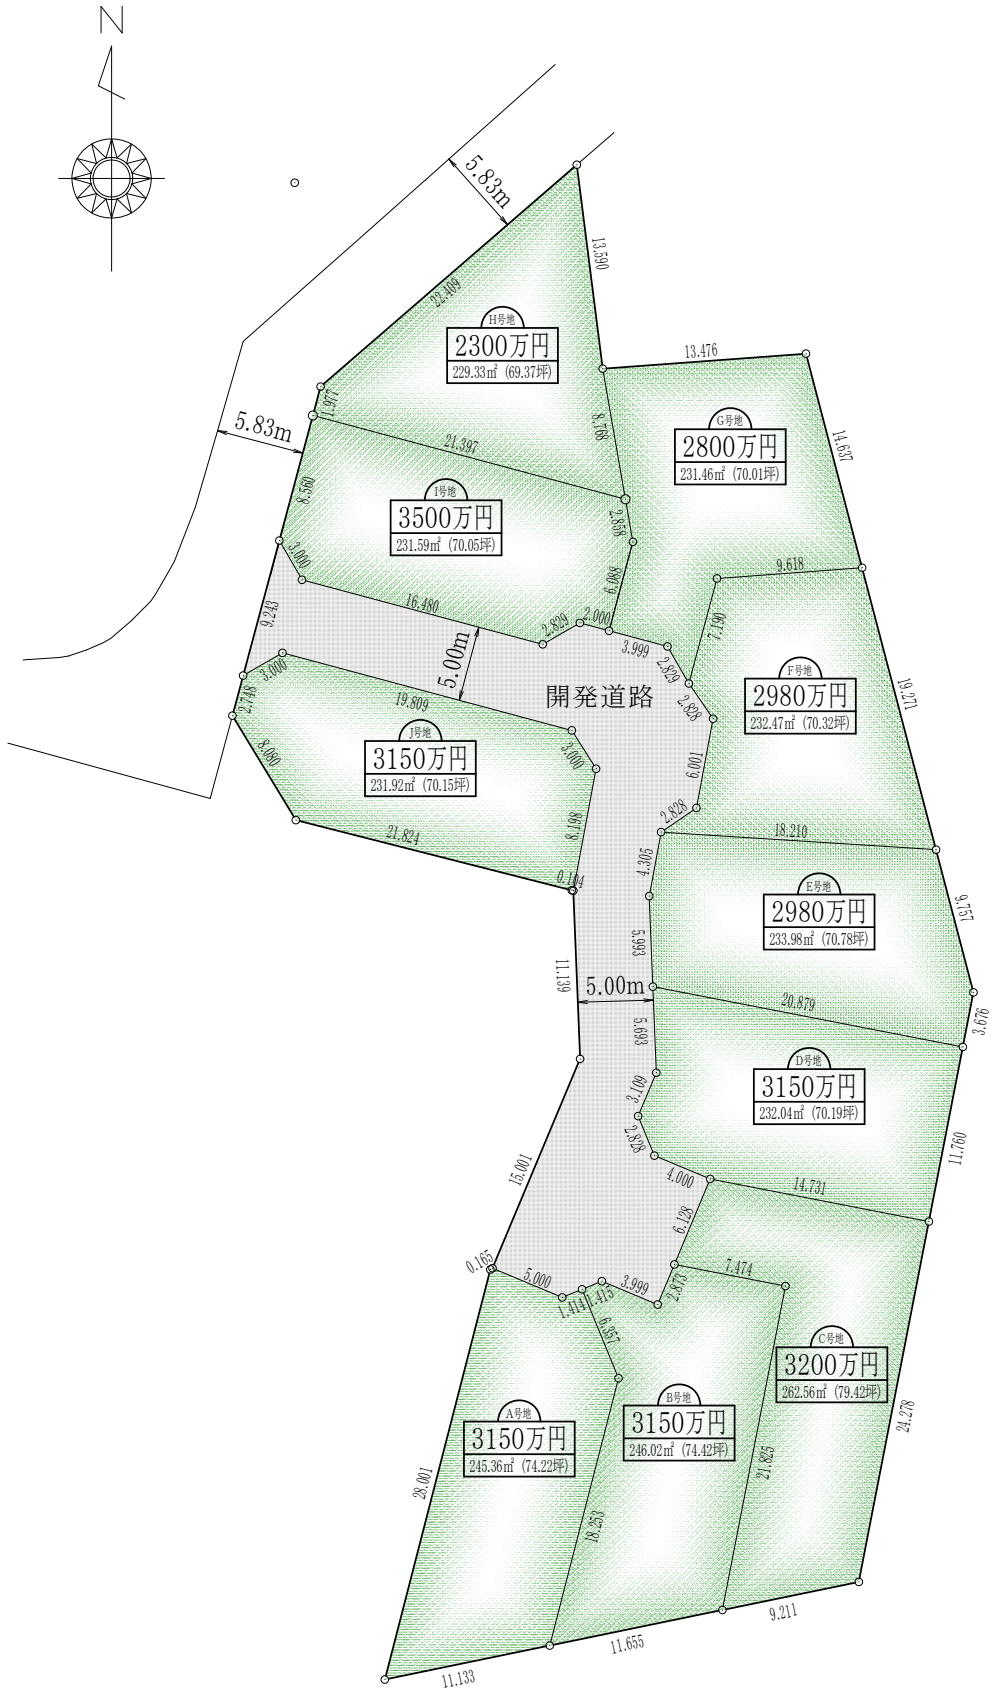 N
5.83m
13.590
22.409
H号地
2300万円
229.33㎡ (69.37坪)
13.476
1.977
5.83m
8.768
G号地
2800万円
231.46㎡ (70.01坪)
14.637
21.397
8.560
I号地
3500万円
231.59㎡ (70.05坪)
2.858
3.000
6.088
9.618
16.480
2.829
2.000
3.999
7.190
9.243
5.00m
2.829
3.000
19.809
2.748
開発道路
2.828
F号地
2980万円
232.47㎡ (70.32坪)
19.271
J号地
3150万円
231.92㎡ (70.15坪)
8.080
3.000
6.001
21.824
8.198
2.828
18.210
0.104
4.305
E号地
2980万円
233.98㎡ (70.78坪)
9.757
11.139
5.993
5.00m
20.879
3.676
5.693
3.109
D号地
3150万円
232.04㎡ (70.19坪)
2.828
11.760
15.001
4.000
14.731
6.128
0.165
5.000
1.414
1.415
3.999
2.873
7.474
6.357
C号地
3200万円
262.56㎡ (79.42坪)
A号地
3150万円
245.36㎡ (74.22坪)
B号地
3150万円
246.02㎡ (74.42坪)
24.278
28.001
21.825
18.253
9.211
11.655
11.133